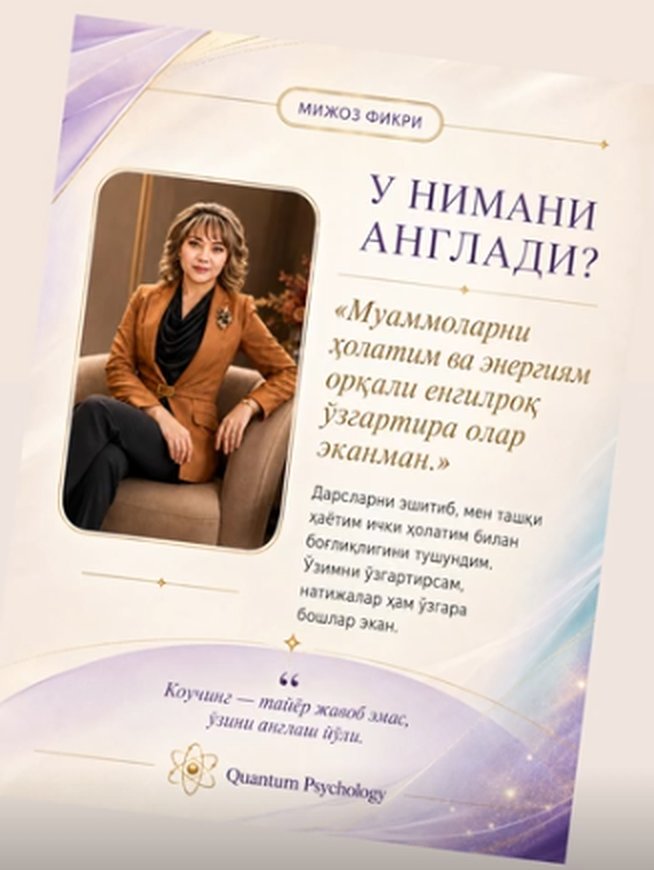 МИЖОЗ ФИКРИ
У НИМАНИ
АНГЛАДИ?
«Муаммоларни
ҳолатим ва энергиям
орқали енгилроқ
ўзгартира олар
эканман.»
Дарсларни эшитиб, мен ташқи
ҳаётим ички ҳолатим билан
боғлиқлигини тушундим.
Ўзимни ўзгартирсам,
натижалар ҳам ўзгара
бошлар экан.
“
Коучинг — тайёр жавоб эмас,
ўзини англаш йўли.
Quantum Psychology